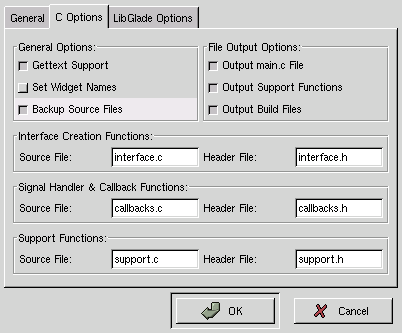 General C Options LibGlade Options
General Options: File Output Options:
Gettext Support Output main.c File
Set Widget Names Output Support Functions
Backup Source Files Output Build Files
Interface Creation Functions:
Source File: interface.c Header File: interface.h
Signal Handler & Callback Functions:
Source File: callbacks.c Header File: callbacks.h
Support Functions:
Source File: support.c Header File: support.h
OK Cancel